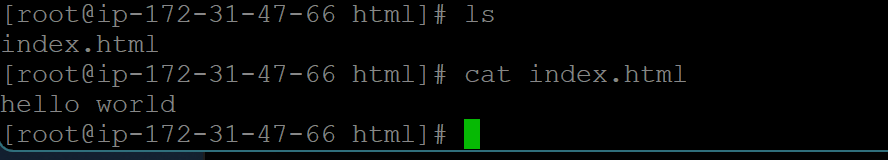 [root@ip-172-31-47-66 html]# ls
index.html
[root@ip-172-31-47-66 html]# cat index.html
hello world
[root@ip-172-31-47-66 html]#